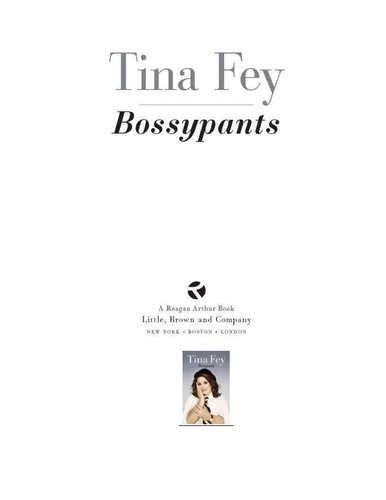 Tina Fey
Bossypants
A Reagan Arthur Book
Little, Brown and Company
NEW YORK • BOSTON • LONDON
Tina Fey
Bossypants